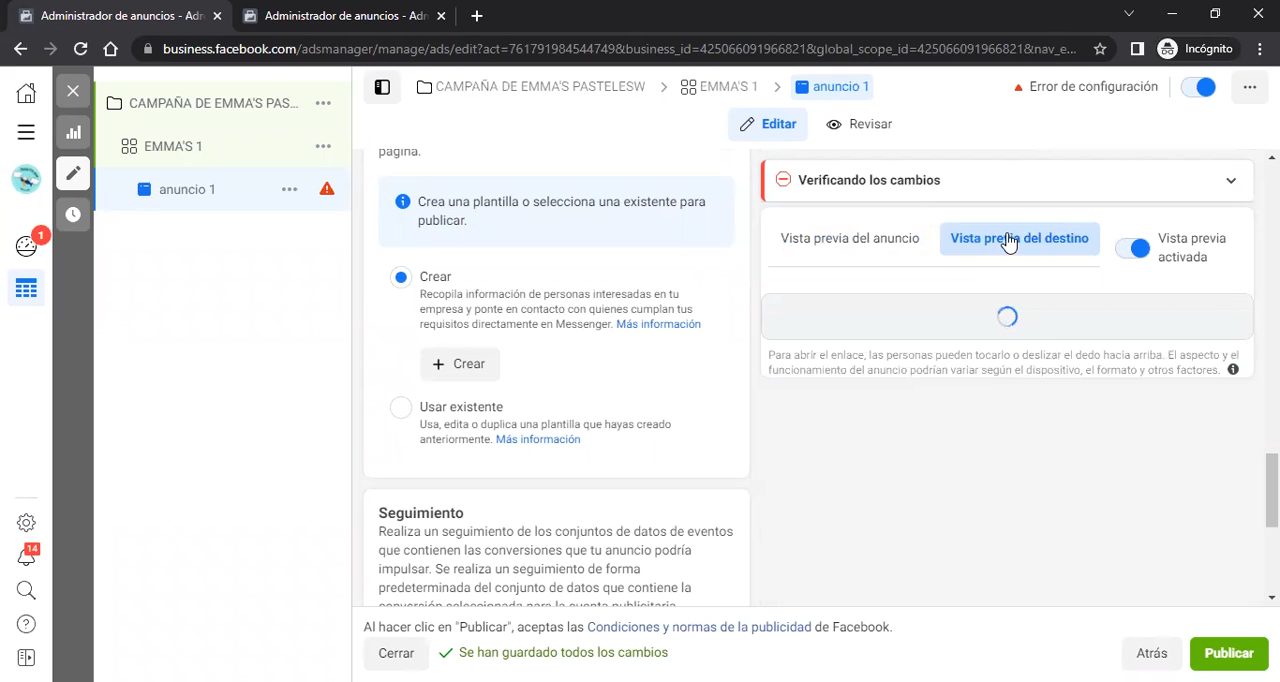 Administrador de anuncios - Adm
Administrador de anuncios - Adm
business.facebook.com/adsmanager/manage/ads/edit?act=761791984544749&business_id=425066091966821&global_scope_id=425066091966821&nav_e...
Incógnito
CAMPAÑA DE EMMA'S PAS...
EMMA'S 1
anuncio 1
1
14
CAMPAÑA DE EMMA'S PASTELESW
EMMA'S 1
anuncio 1
Error de configuración
Editar
Revisar
página.
Crea una plantilla o selecciona una existente para
publicar.
Crear
Recopila información de personas interesadas en tu
empresa y ponte en contacto con quienes cumplan tus
requisitos directamente en Messenger. Más información
+ Crear
Usar existente
Usa, edita o duplica una plantilla que hayas creado
anteriormente. Más información
Seguimiento
Realiza un seguimiento de los conjuntos de datos de eventos
que contienen las conversiones que tu anuncio podría
impulsar. Se realiza un seguimiento de forma
predeterminada del conjunto de datos que contiene la
conversión seleccionada para la cuenta publicitaria
Verificando los cambios
Vista previa del anuncio
Vista previa del destino
Vista previa
activada
Para abrir el enlace, las personas pueden tocarlo o deslizar el dedo hacia arriba. El aspecto y el
funcionamiento del anuncio podrían variar según el dispositivo, el formato y otros factores.
Al hacer clic en "Publicar", aceptas las Condiciones y normas de la publicidad de Facebook.
Cerrar
Se han guardado todos los cambios
Atrás
Publicar